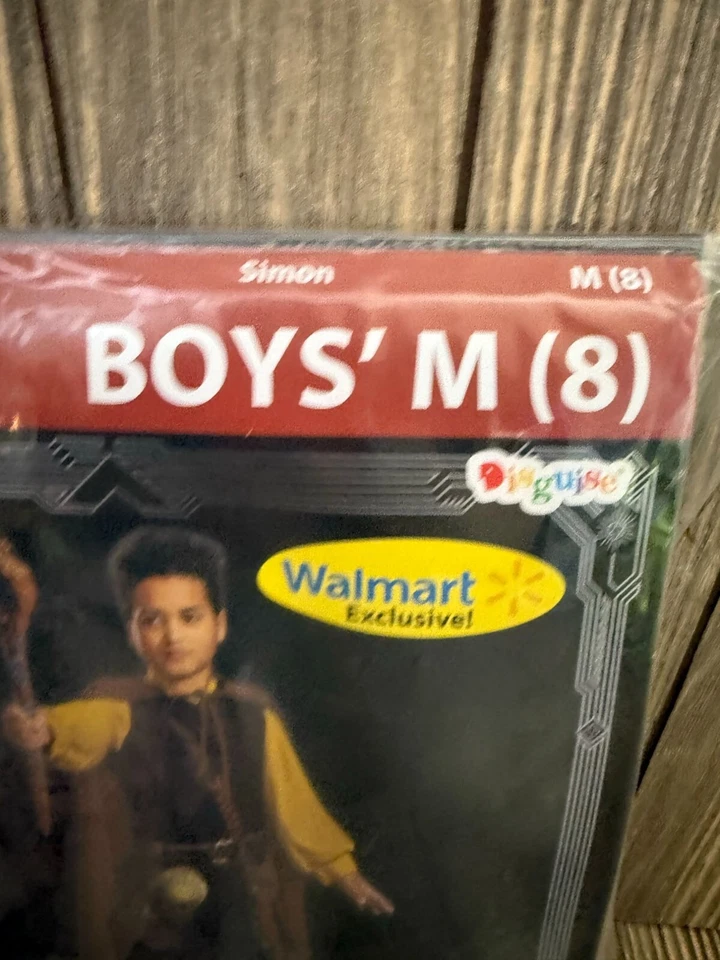 Simon M (8)
BOYS’ M (8)
Disguise
Walmart
Exclusive!